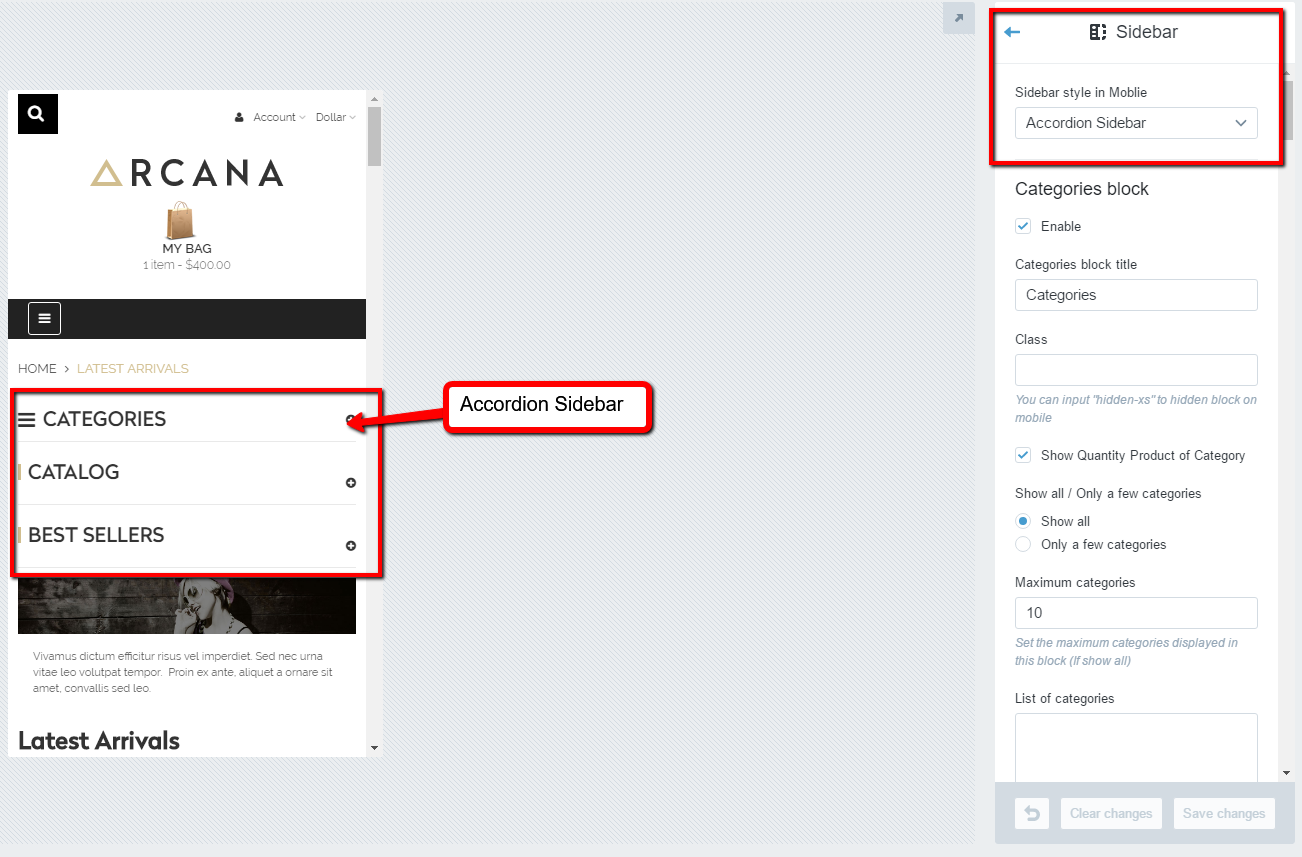 Account
Dollar
ARCANA
MY BAG
1 item - $400.00
HOME > LATEST ARRIVALS
CATEGORIES
CATALOG
BEST SELLERS
Vivamus dictum efficitur risus vel imperdiet. Sed nec urna
vitae leo volutpat tempor. Proin ex ante, aliquet a ornare sit
amet, convallis sed leo.
Latest Arrivals
Accordion Sidebar
Sidebar
Sidebar style in Moblie
Accordion Sidebar
Categories block
Enable
Categories block title
Categories
Class
You can input "hidden-xs" to hidden block on
mobile
Show Quantity Product of Category
Show all / Only a few categories
Show all
Only a few categories
Maximum categories
10
Set the maximum categories displayed in
this block (If show all)
List of categories
Clear changes
Save changes